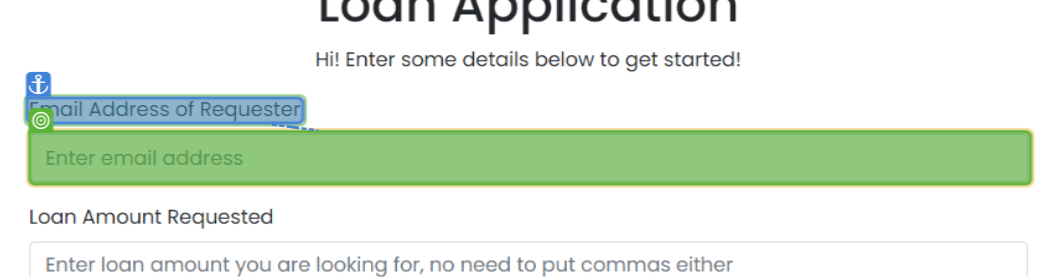 Loan Application
Hi! Enter some details below to get started!
Email Address of Requester
Enter email address
Loan Amount Requested
Enter loan amount you are looking for, no need to put commas either